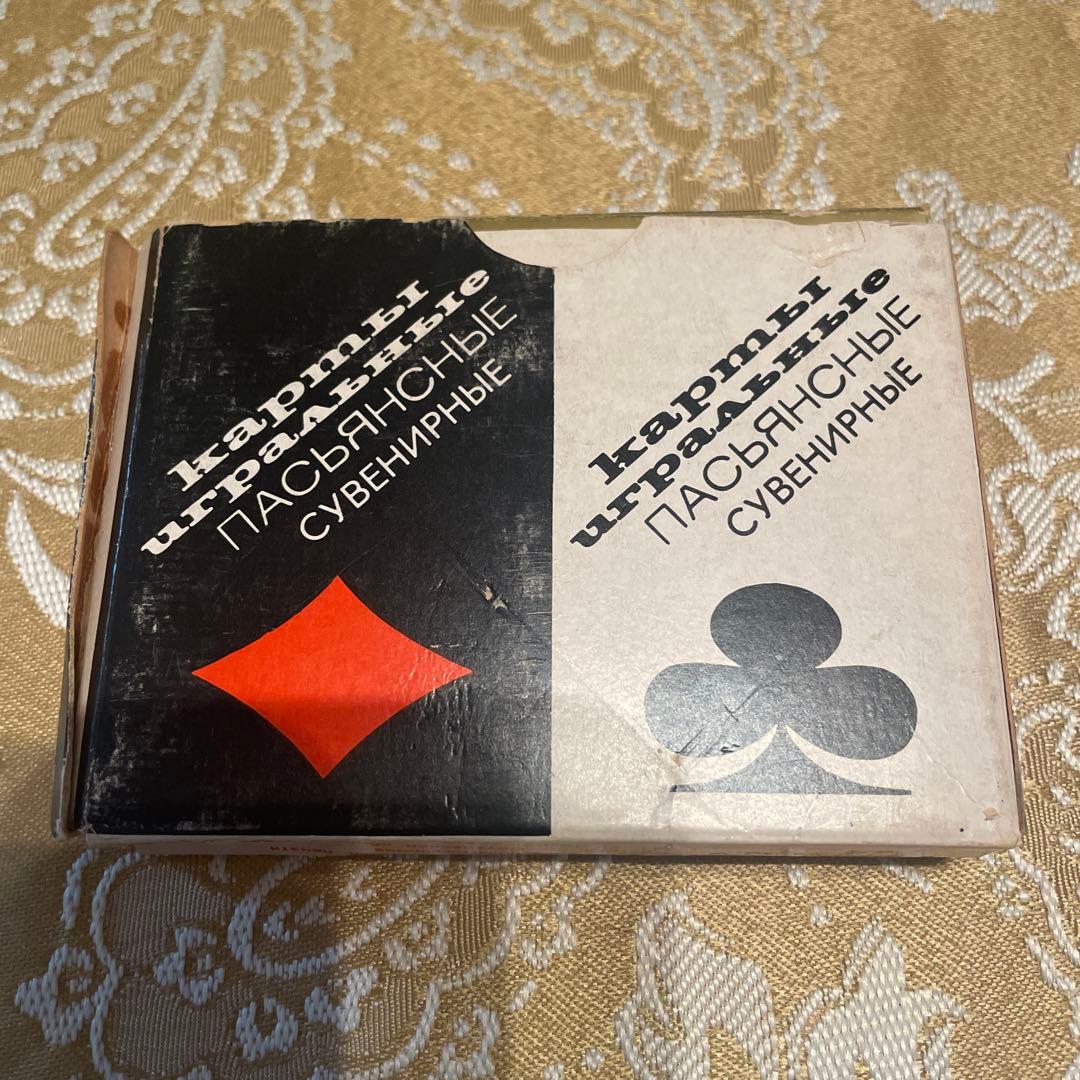 карты
игральные
ПАСЬЯНСНЫЕ
СУВЕНИРНЫЕ
карты
игральные
ПАСЬЯНСНЫЕ
СУВЕНИРНЫЕ